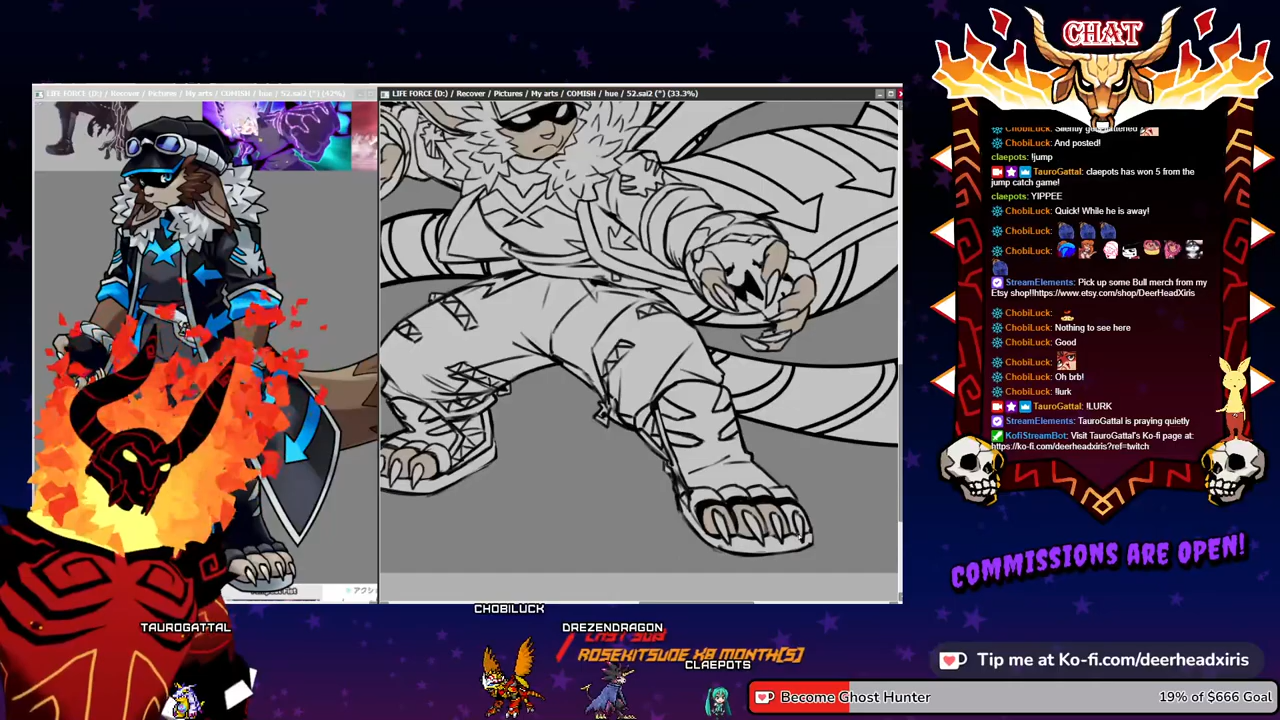 LIFE FORCE (D:) / Recover / Pictures / My arts / COMISH / hue / 52.sai2 (*) (42%)
LIFE FORCE (D:) / Recover / Pictures / My arts / COMISH / hue / 52.sai2 (*) (33.3%)
CHAT
ChobiLuck: Silently get
ChobiLuck: And posted!
claepots: !jump
TauroGattal: claepots has won 5 from the
jump catch game!
claepots: YIPPEE
ChobiLuck: Quick! While he is away!
ChobiLuck:
ChobiLuck:
StreamElements: Pick up some Bull merch from my
Etsy shop!!https://www.etsy.com/shop/DeerHeadXiris
ChobiLuck:
ChobiLuck: Nothing to see here
ChobiLuck: Good
ChobiLuck:
ChobiLuck: Oh brb!
ChobiLuck: !lurk
TauroGattal: !LURK
StreamElements: TauroGattal is praying quietly
KofiStreamBot: Visit TauroGattal's Ko-fi page at:
https://ko-fi.com/deerheadxiris?ref=twitch
COMMISSIONS ARE OPEN!
CHOBILUCK
TAUROGATTAL
DREZENDRAGON
LAST SUB
ROSEKITSUNE X8 MONTH(S)
CLAEPOTS
Tip me at Ko-fi.com/deerheadxiris
Become Ghost Hunter
19% of $666 Goal